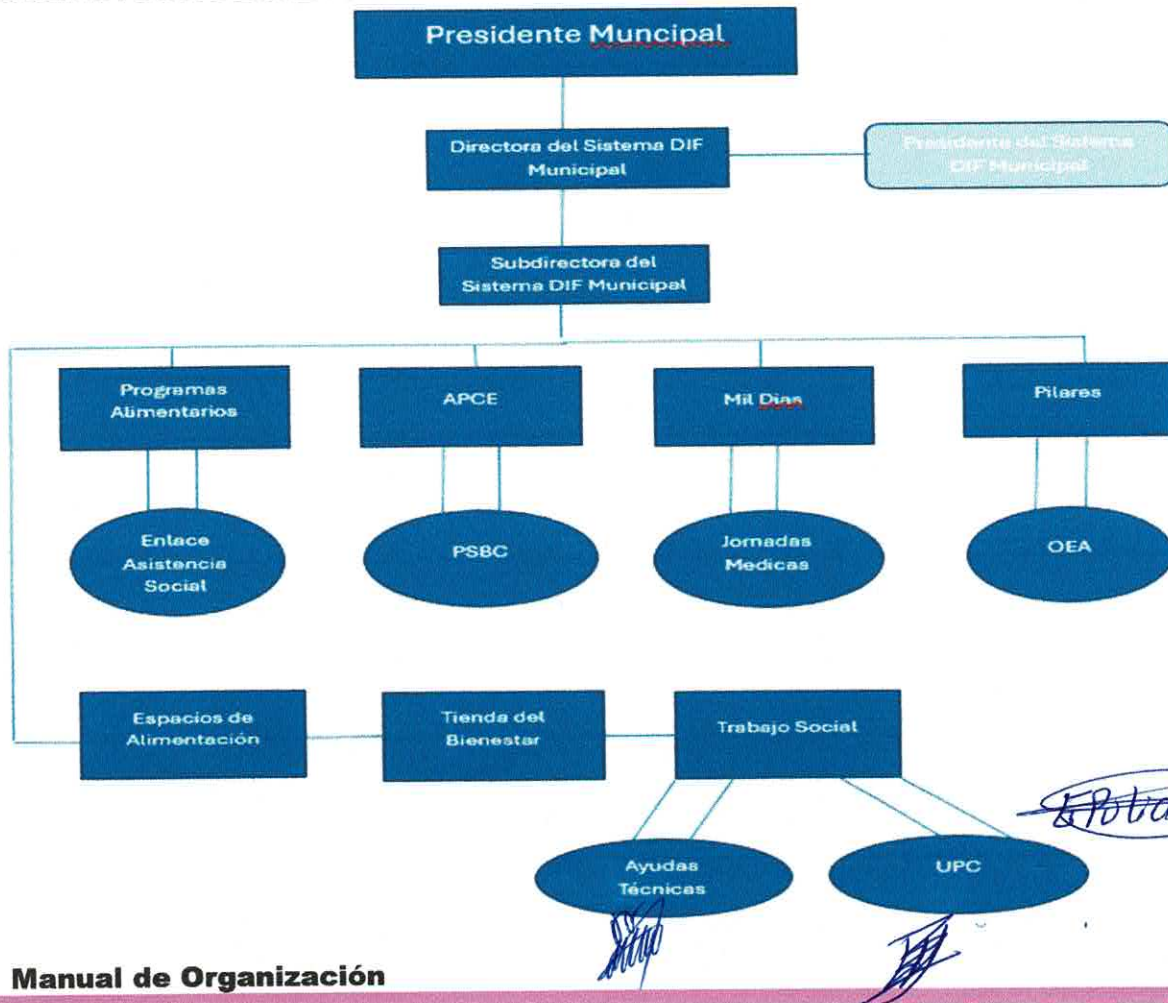 Presidente Muncipal
Directora del Sistema DIF
Municipal
Presidente del Sistema
DIF Municipal
Subdirectora del
Sistema DIF Municipal
Programas
Alimentarios
APCE
Mil Dias
Pilares
Enlace
Asistencia
Social
PSBC
Jornadas
Medicas
OEA
Espacios de
Alimentación
Tienda del
Bienestar
Trabajo Social
Ayudas
Técnicas
UPC
Manual de Organización